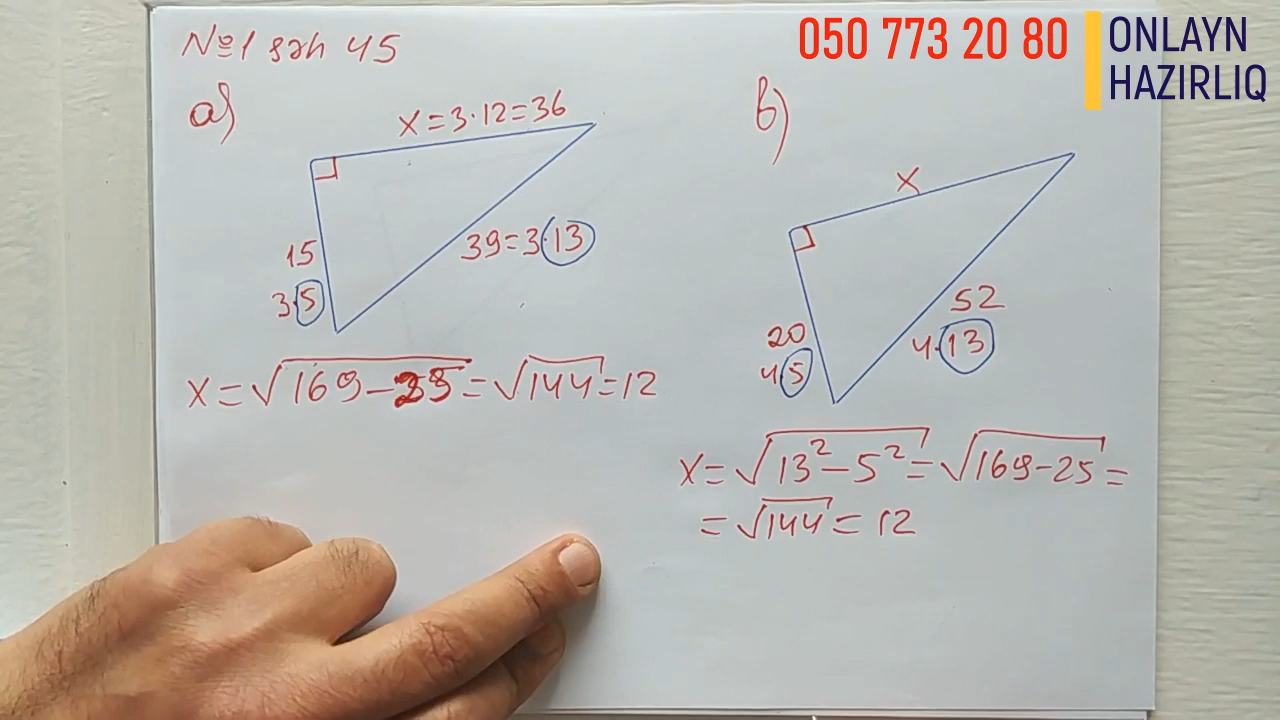 050 773 20 80
ONLAYN
HAZIRLIQ
№1 səh 45
a)
x=3·12=36
15
3·5
39=3·13
x=√169-25=√144=12
b)
x
20
4·5
52
4·13
x=√13²-5²=√169-25=
=√144=12